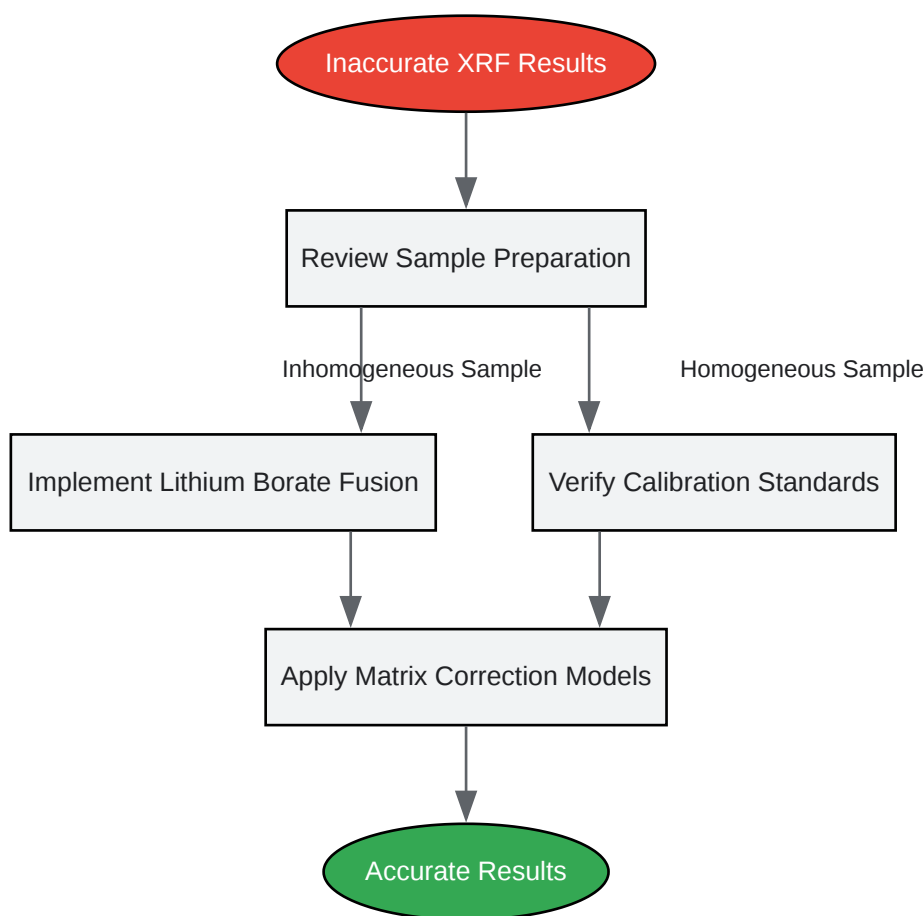 Inaccurate XRF Results
Review Sample Preparation
Inhomogeneous Sample
Homogeneous Sample
Implement Lithium Borate Fusion
Verify Calibration Standards
Apply Matrix Correction Models
Accurate Results